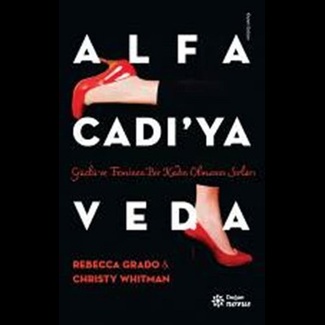 ALFA
CADI'YA
Güçlü ve Feminen Bir Kadın Olmanın Sırları
VEDA
REBECCA GRADO &
CHRISTY WHITMAN
Doğan
novus